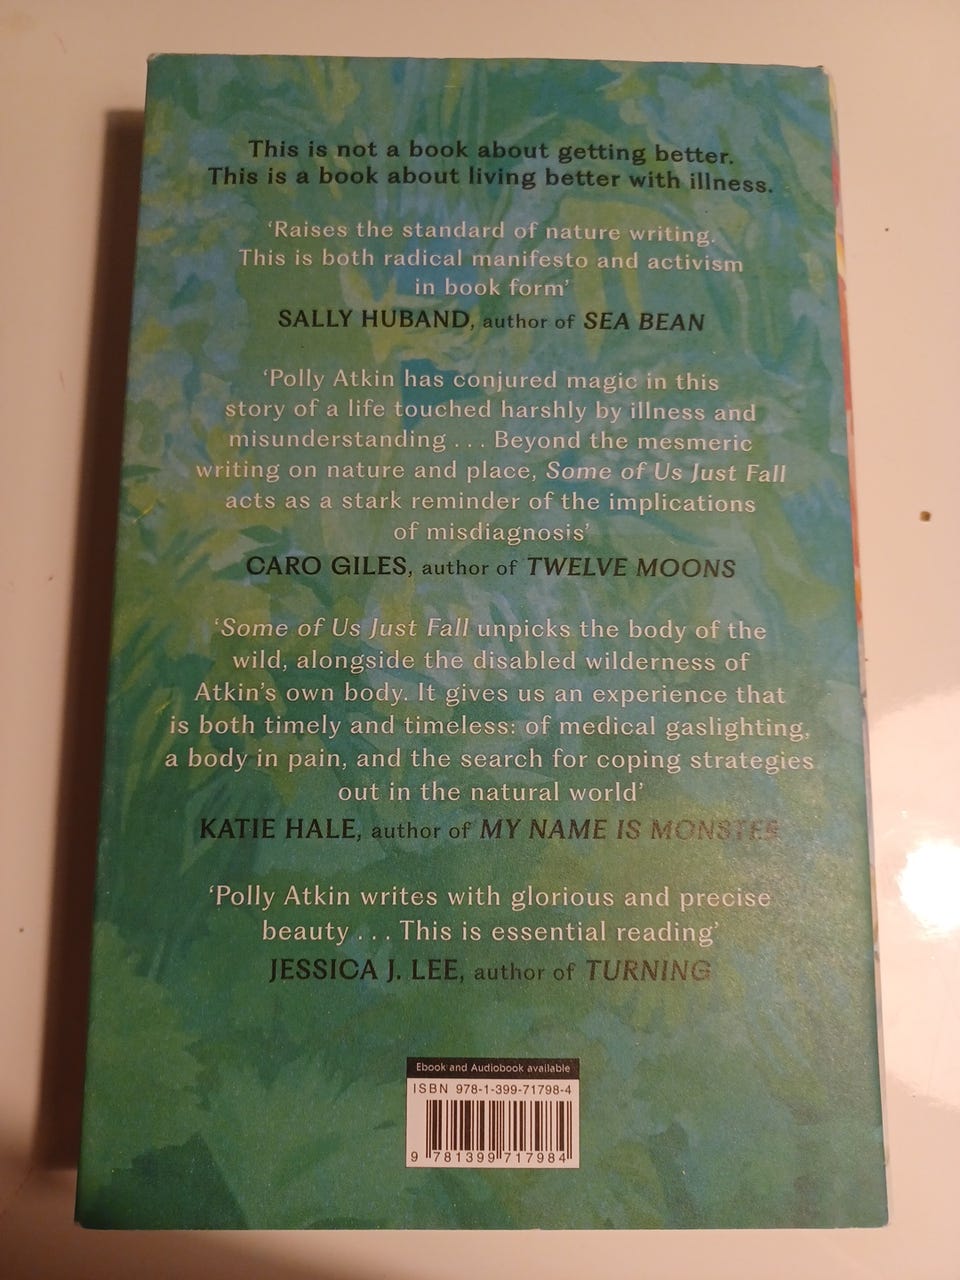 This is not a book about getting better.
This is a book about living better with illness.
‘Raises the standard of nature writing.
This is both radical manifesto and activism
in book form’
SALLY HUBAND, author of SEA BEAN
‘Polly Atkin has conjured magic in this
story of a life touched harshly by illness and
misunderstanding . . . Beyond the mesmeric
writing on nature and place, Some of Us Just Fall
acts as a stark reminder of the implications
of misdiagnosis’
CARO GILES, author of TWELVE MOONS
‘Some of Us Just Fall unpicks the body of the
wild, alongside the disabled wilderness of
Atkin’s own body. It gives us an experience that
is both timely and timeless: of medical gaslighting,
a body in pain, and the search for coping strategies
out in the natural world’
KATIE HALE, author of MY NAME IS MONSTER
‘Polly Atkin writes with glorious and precise
beauty . . . This is essential reading’
JESSICA J. LEE, author of TURNING
Ebook and Audiobook available
ISBN 978-1-399-71798-4
9 781399 717984